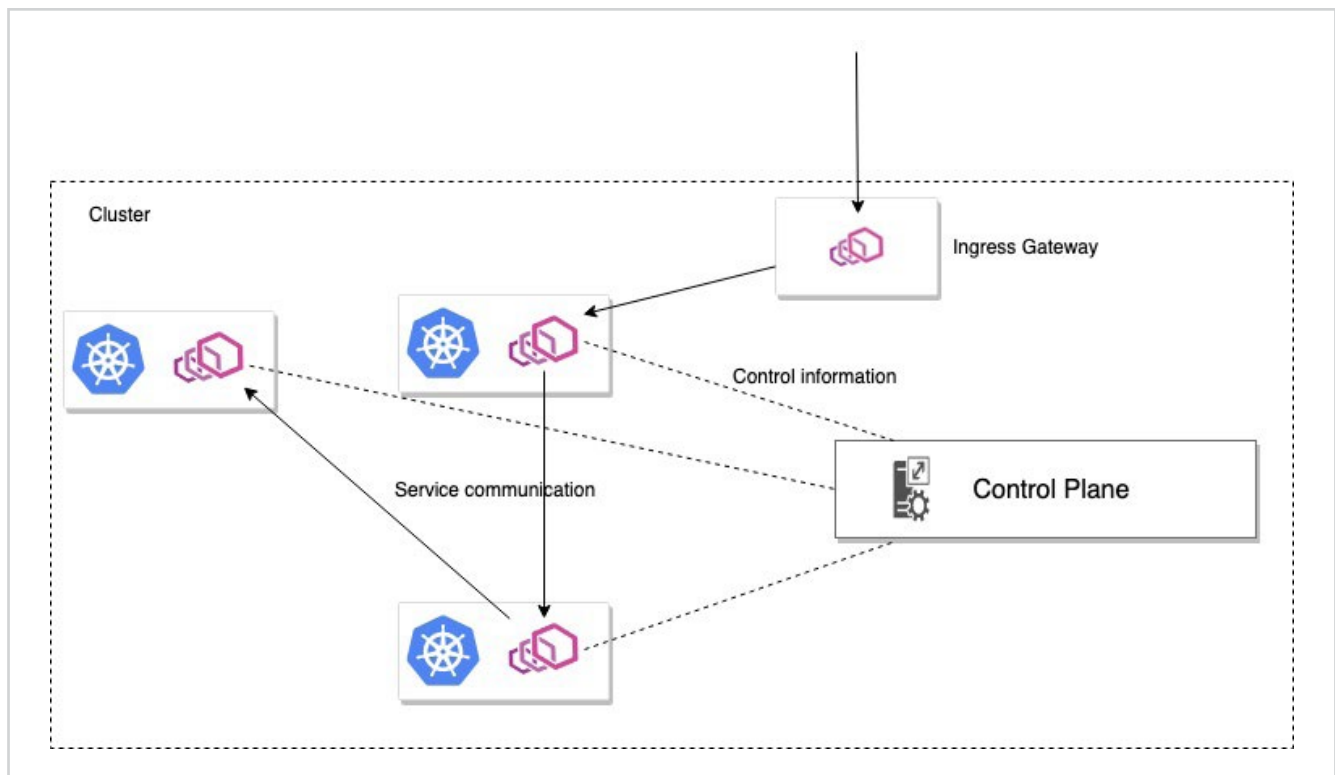 Cluster
Ingress Gateway
Control information
Service communication
Control Plane